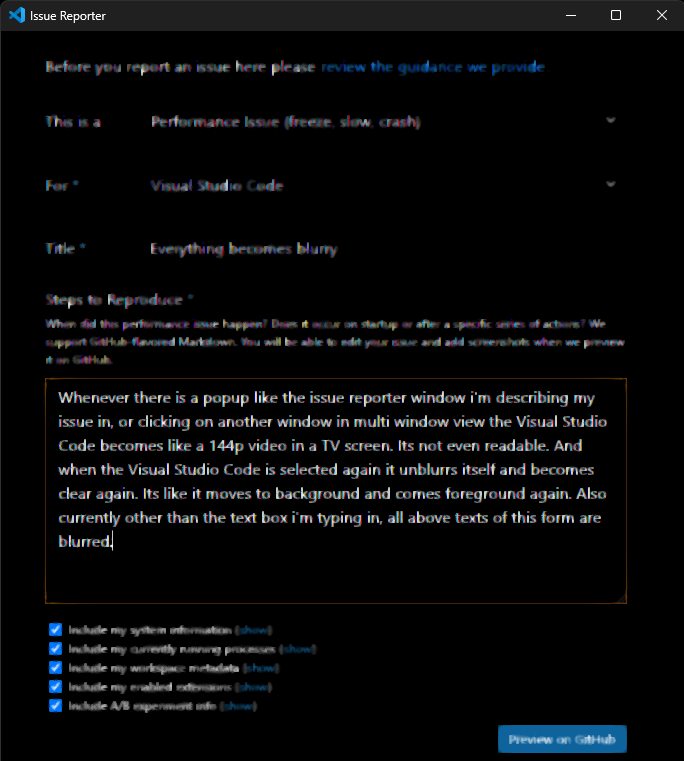 Issue Reporter
Before you report an issue here please review the guidance we provide
This is a Performance Issue (freeze, slow, crash)
For * Visual Studio Code
Title * Everything becomes blurry
Steps to Reproduce *
When did this performance issue happen? Does it occur on startup or after a specific series of actions? We
support GitHub-flavored Markdown. You will be able to edit your issue and add screenshots when we preview
it on GitHub.
Whenever there is a popup like the issue reporter window i'm describing my
issue in, or clicking on another window in multi window view the Visual Studio
Code becomes like a 144p video in a TV screen. Its not even readable. And
when the Visual Studio Code is selected again it unblurrs itself and becomes
clear again. Its like it moves to background and comes foreground again. Also
currently other than the text box i'm typing in, all above texts of this form are
blurred.
Include my system information (show)
Include my currently running processes (show)
Include my workspace metadata (show)
Include my enabled extensions (show)
Include A/B experiment info (show)
Preview on GitHub